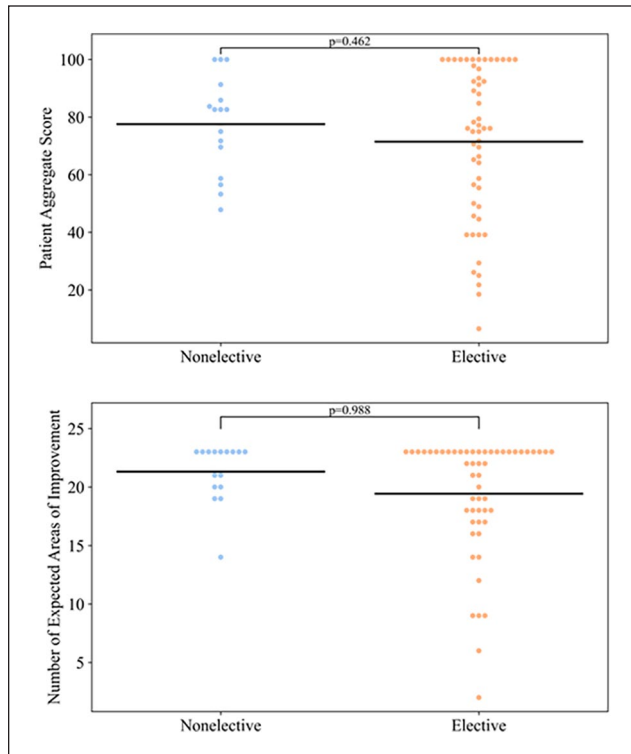 p=0.462
100
80
60
40
20
Patient Aggregate Score
Nonelective Elective
p=0.988
25
20
15
10
5
Number of Expected Areas of Improvement
Nonelective Elective